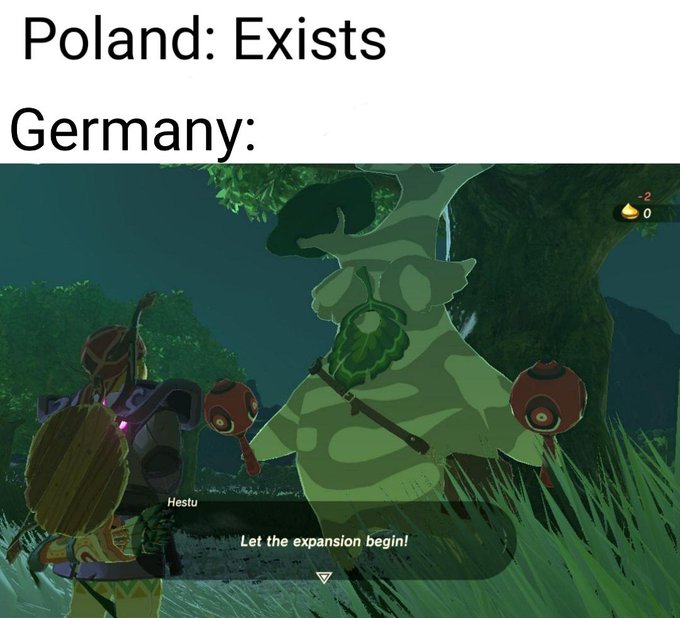 Poland: Exists
Germany:
-2
0
Hestu
Let the expansion begin!